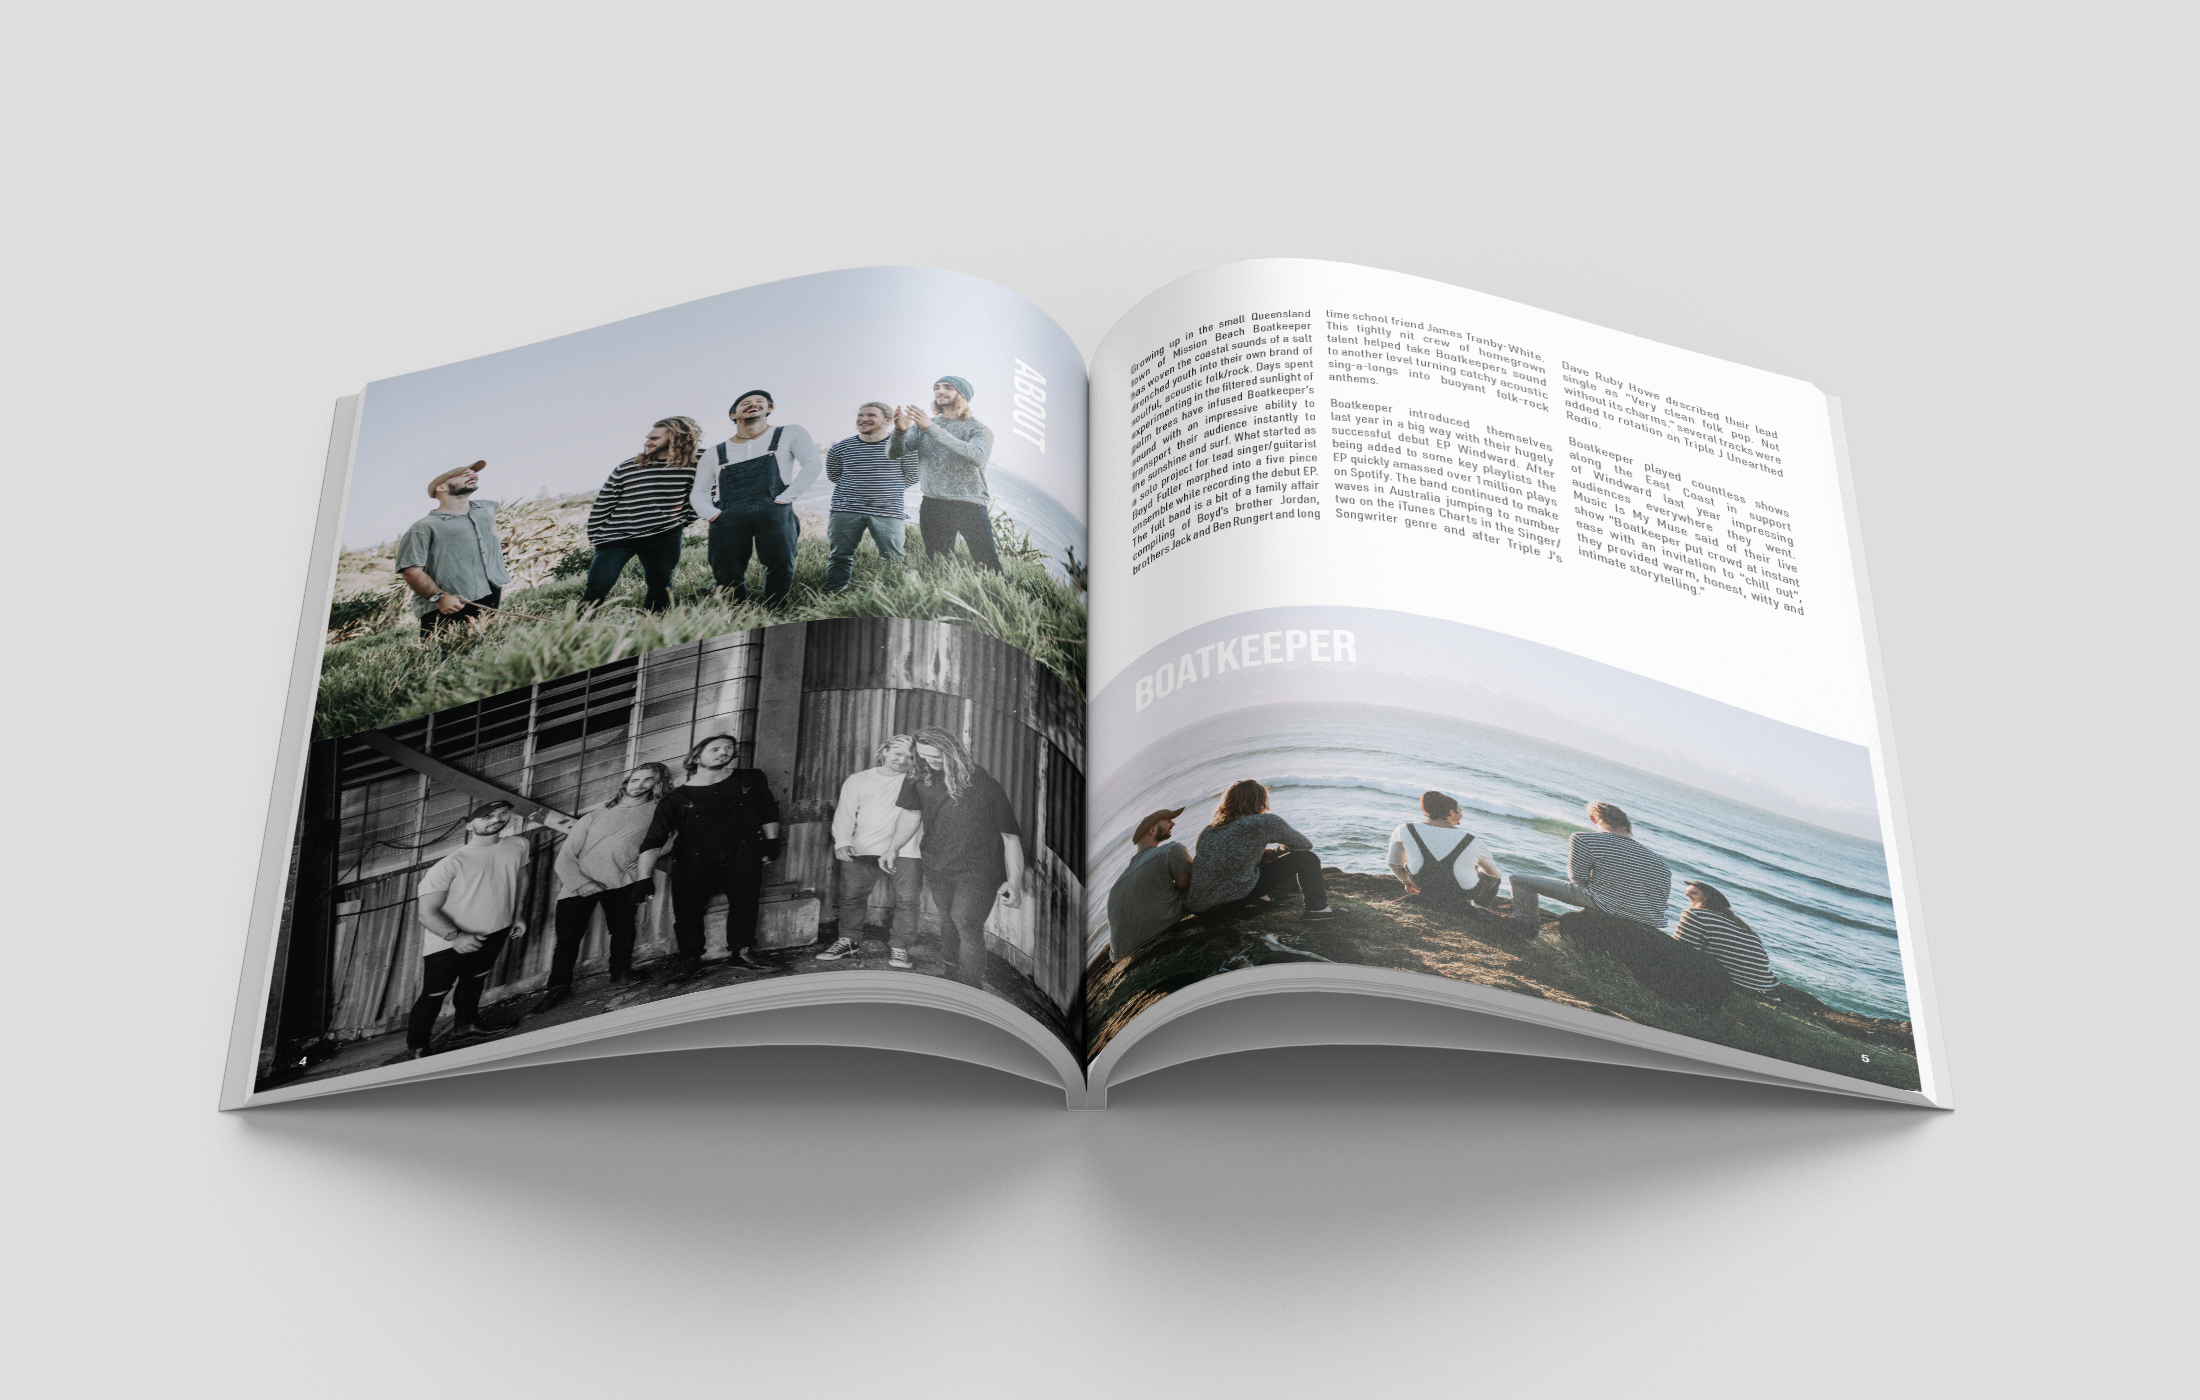 ABOUT
4
Growing up in the small Queensland
town of Mission Beach Boatkeeper
has woven the coastal sounds of a salt
drenched youth into their own brand of
soulful, acoustic folk/rock. Days spent
experimenting in the filtered sunlight of
palm trees have infused Boatkeeper's
sound with an impressive ability to
transport their audience instantly to
the sunshine and surf. What started as
a solo project for lead singer/guitarist
Boyd Fuller morphed into a five piece
ensemble while recording the debut EP.
The full band is a bit of a family affair
compiling of Boyd's brother Jordan,
brothers Jack and Ben Rungert and long
time school friend James Tranby-White.
This tightly nit crew of homegrown
talent helped take Boatkeepers sound
to another level turning catchy acoustic
sing-a-longs into buoyant folk-rock
anthems.
Boatkeeper introduced themselves
last year in a big way with their hugely
successful debut EP Windward. After
being added to some key playlists the
EP quickly amassed over 1 million plays
on Spotify. The band continued to make
waves in Australia jumping to number
two on the iTunes Charts in the Singer/
Songwriter genre and after Triple J's
Dave Ruby Howe described their lead
single as "Very clean folk pop. Not
without its charms." several tracks were
added to rotation on Triple J Unearthed
Radio.
Boatkeeper played countless shows
along the East Coast in support
of Windward last year impressing
audiences everywhere they went.
Music Is My Muse said of their live
show "Boatkeeper put crowd at instant
ease with an invitation to "chill out",
they provided warm, honest, witty and
intimate storytelling."
BOATKEEPER
5